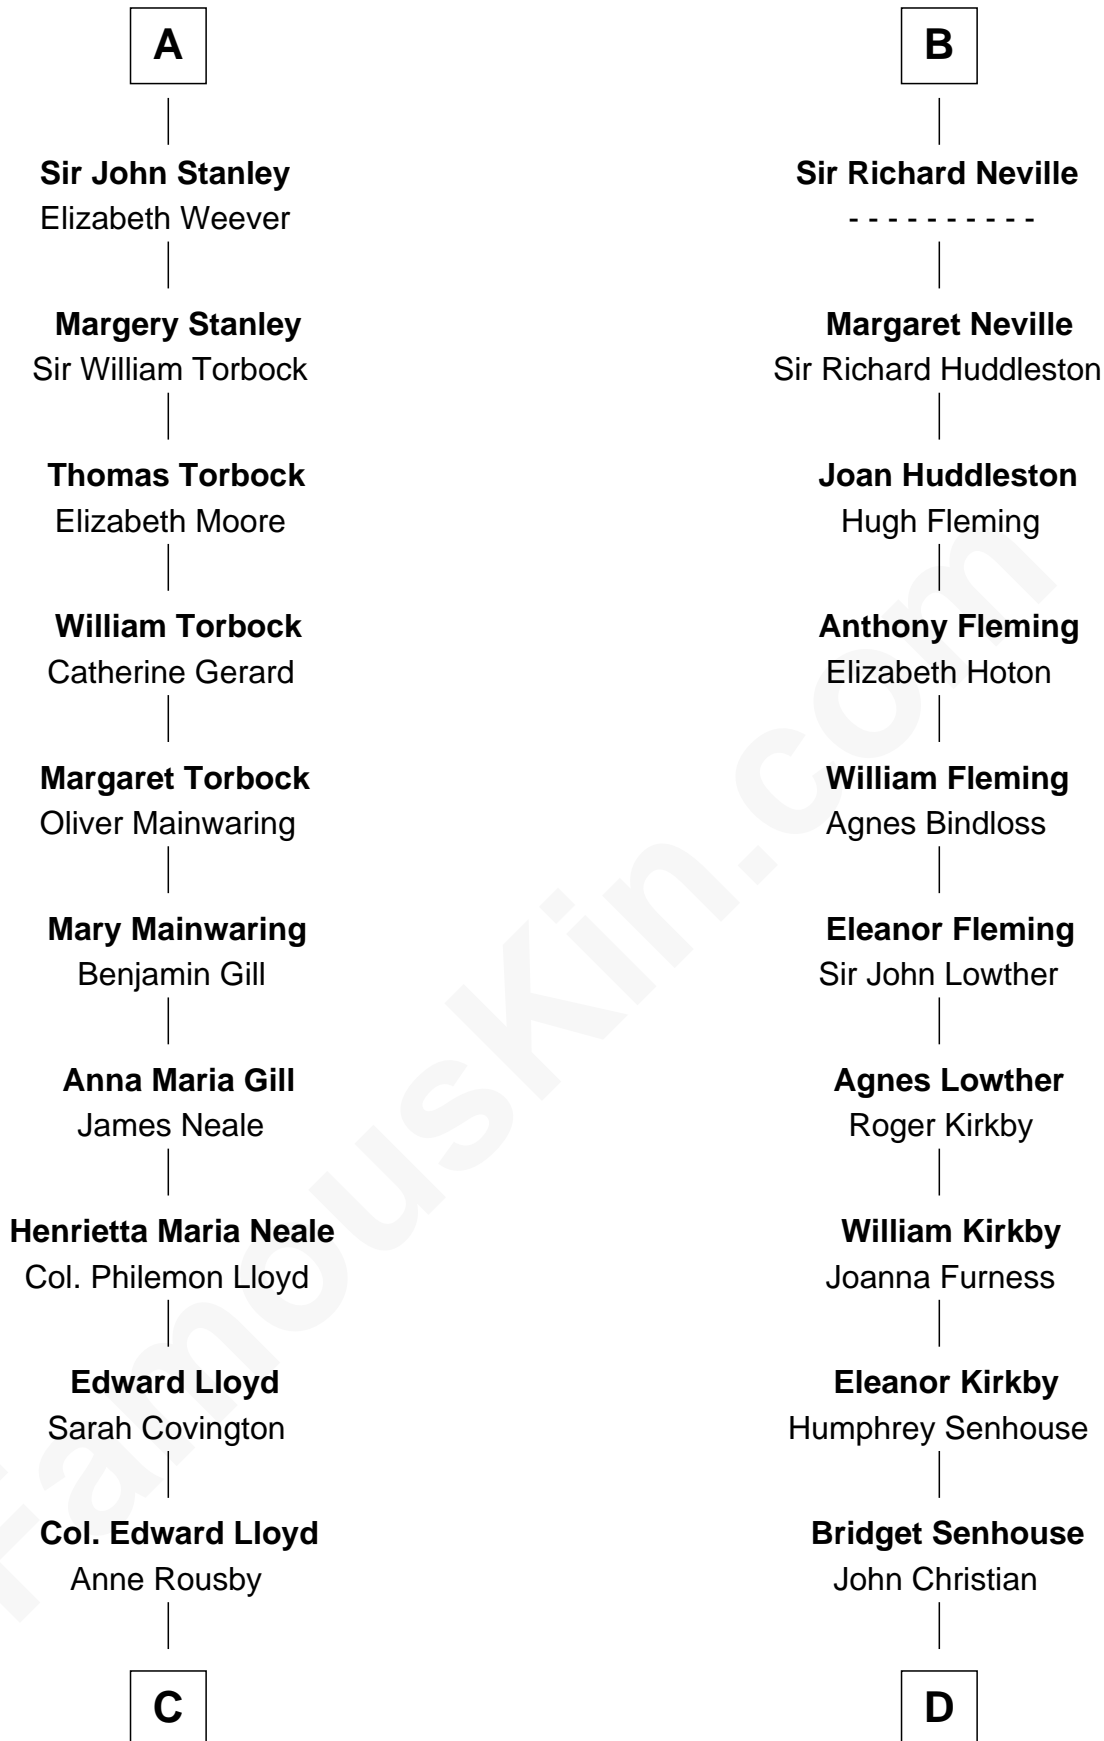 A
Sir John Stanley
Elizabeth Weever
Margery Stanley
Sir William Torbock
Thomas Torbock
Elizabeth Moore
William Torbock
Catherine Gerard
Margaret Torbock
Oliver Mainwaring
Mary Mainwaring
Benjamin Gill
Anna Maria Gill
James Neale
Henrietta Maria Neale
Col. Philemon Lloyd
Edward Lloyd
Sarah Covington
Col. Edward Lloyd
Anne Rousby
C
B
Sir Richard Neville
- - - - - - - - - -
Margaret Neville
Sir Richard Huddleston
Joan Huddleston
Hugh Fleming
Anthony Fleming
Elizabeth Hoton
William Fleming
Agnes Bindloss
Eleanor Fleming
Sir John Lowther
Agnes Lowther
Roger Kirkby
William Kirkby
Joanna Furness
Eleanor Kirkby
Humphrey Senhouse
Bridget Senhouse
John Christian
D
FamousKin.com